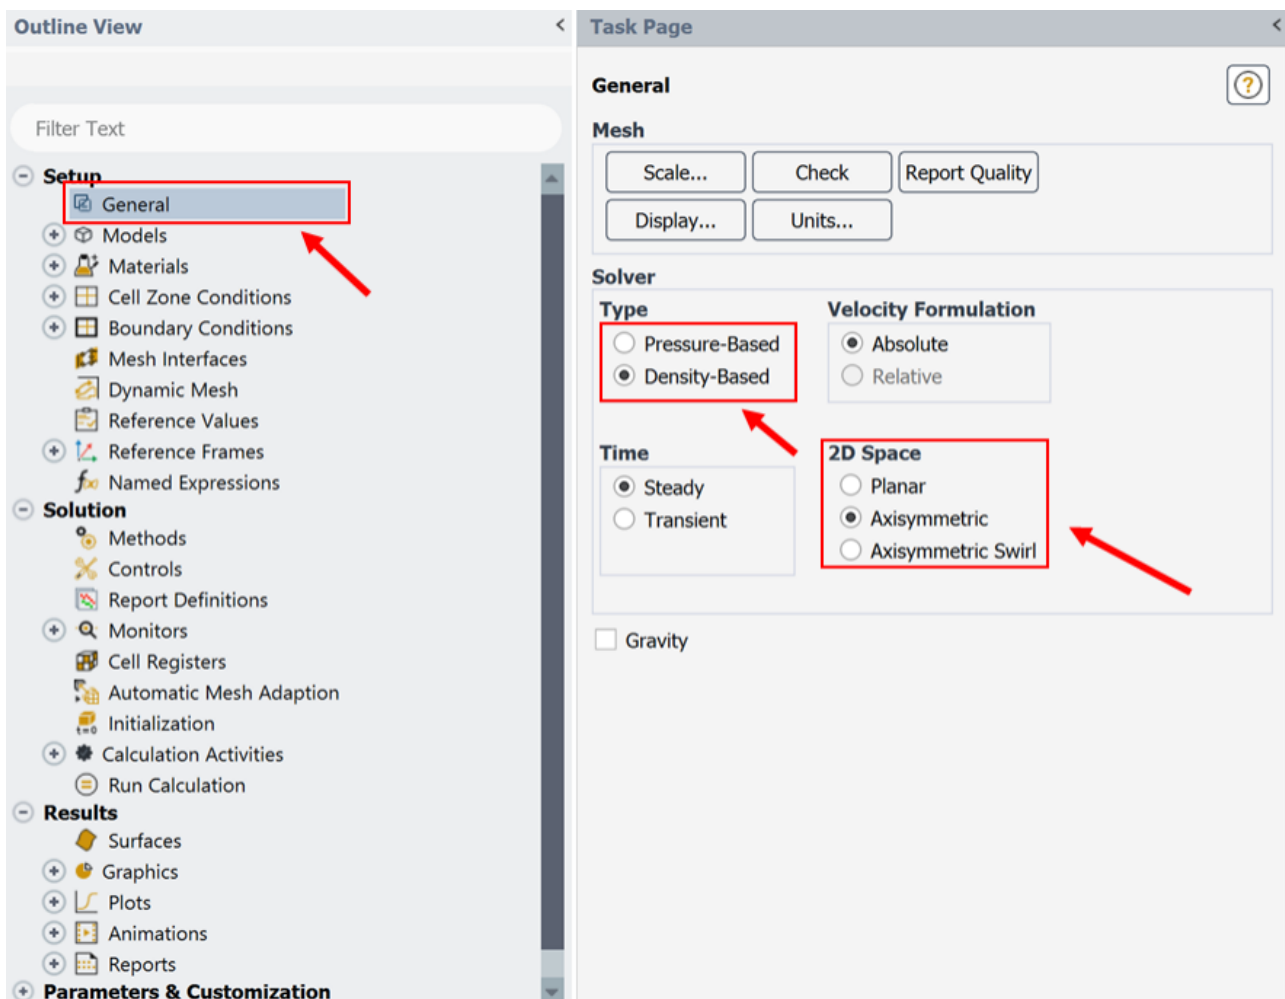 Outline View
<
Filter Text
Setup
General
Models
Materials
Cell Zone Conditions
Boundary Conditions
Mesh Interfaces
Dynamic Mesh
Reference Values
Reference Frames
Named Expressions
Solution
Methods
Controls
Report Definitions
Monitors
Cell Registers
Automatic Mesh Adaption
t=0 Initialization
Calculation Activities
Run Calculation
Results
Surfaces
Graphics
Plots
Animations
Reports
Parameters & Customization
Task Page
<
General
?
Mesh
Scale... Check Report Quality
Display... Units...
Solver
Type
Pressure-Based
Density-Based
Velocity Formulation
Absolute
Relative
Time
Steady
Transient
2D Space
Planar
Axisymmetric
Axisymmetric Swirl
Gravity